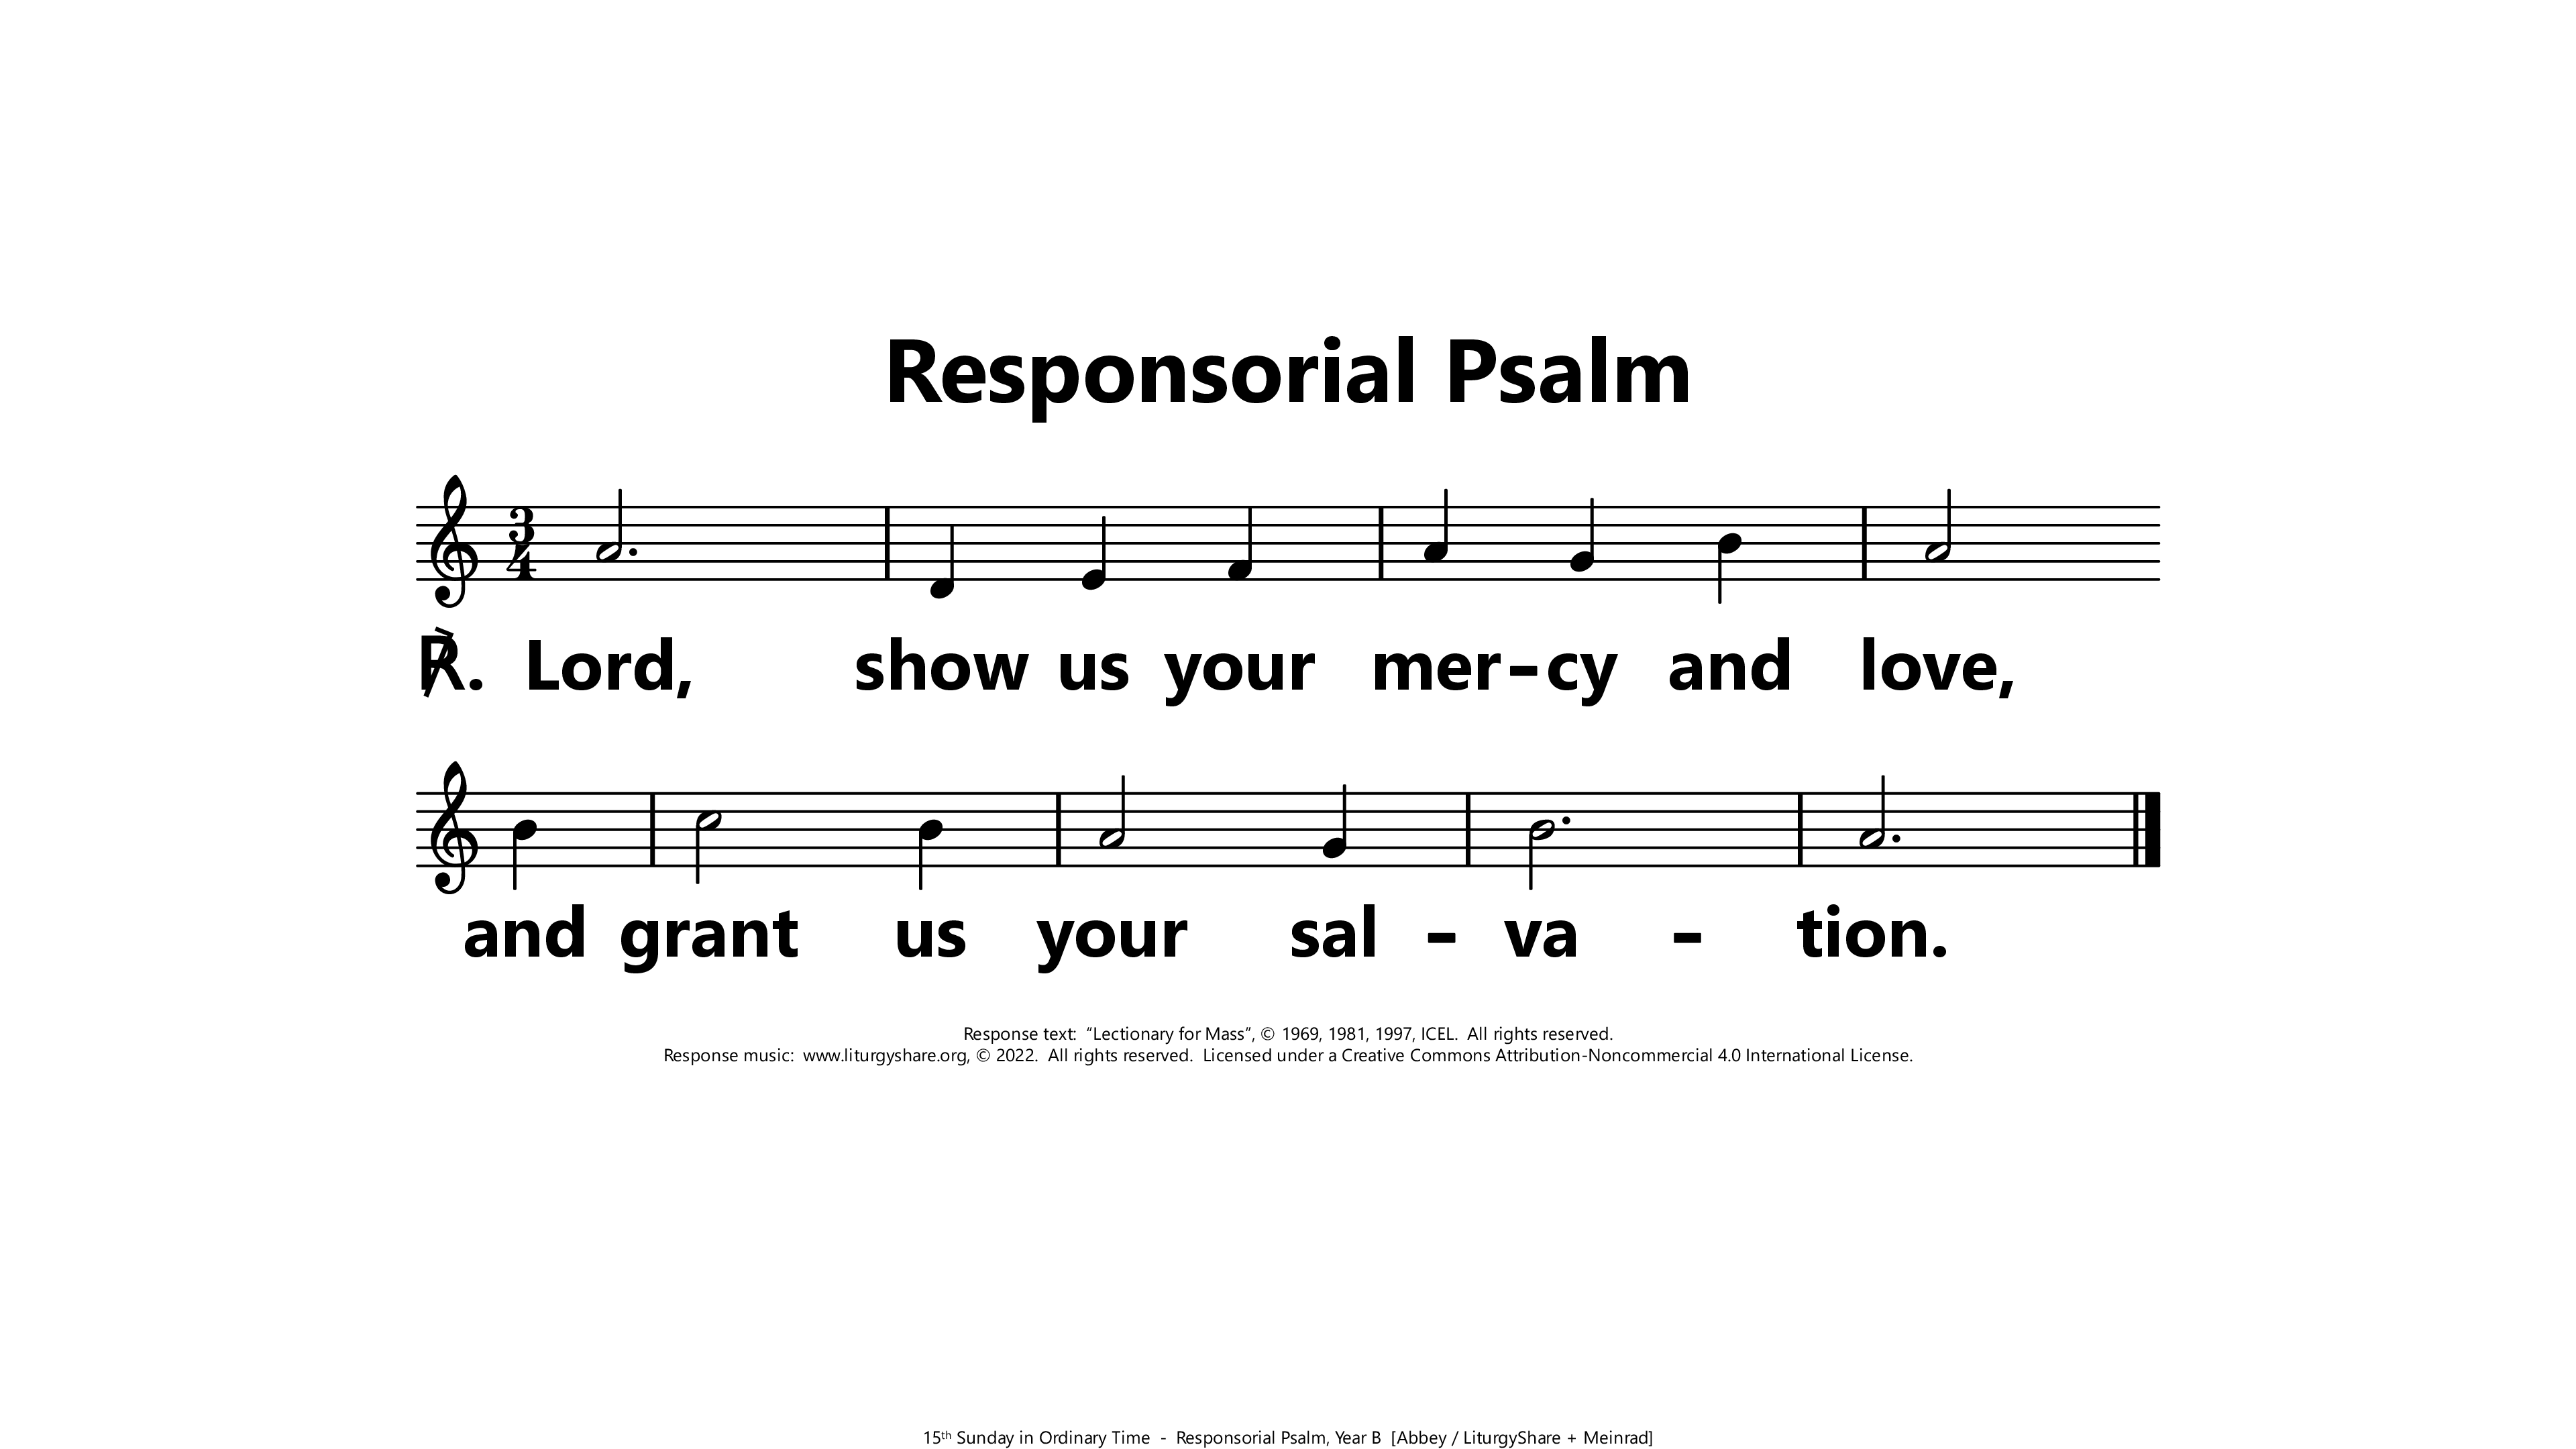 Responsorial Psalm
3
4
℟. Lord, show us your mer-cy and love,
and grant us your sal - va - tion.
Response text: “Lectionary for Mass”, © 1969, 1981, 1997, ICEL. All rights reserved.
Response music: www.liturgyshare.org, © 2022. All rights reserved. Licensed under a Creative Commons Attribution-Noncommercial 4.0 International License.
15th Sunday in Ordinary Time - Responsorial Psalm, Year B [Abbey / LiturgyShare + Meinrad]